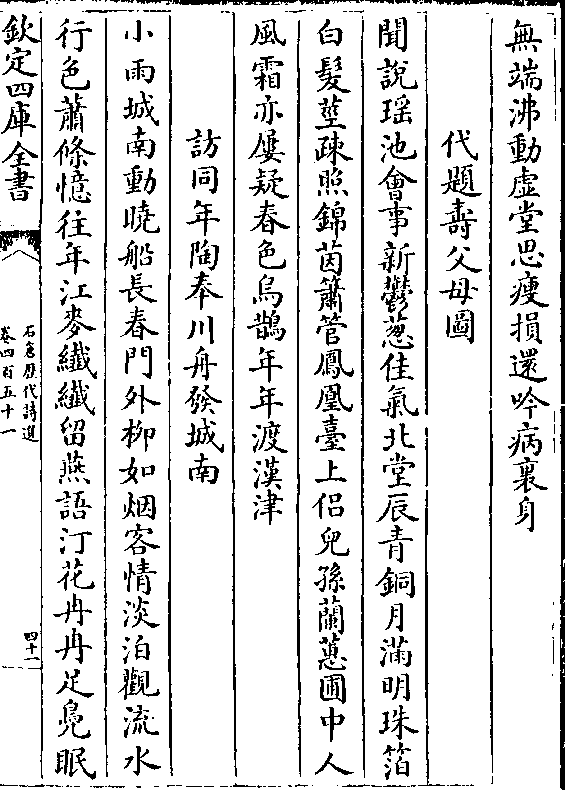 無端沸動虚堂思瘦損還吟病裏身
代題壽父母圖
聞說瑶池會事新鬱葱佳氣北堂辰青銅月滿明珠箔
白髪莖疎照錦茵簫管鳳凰臺上侣兒孫蘭蕙圃中人
風霜亦屢疑春色烏鵲年年渡漢津
訪同年陶奉川舟發城南
小雨城南動曉船長春門外柳如烟客情淡泊觀流水
行色蕭條憶往年江麥纎纎留燕語汀花冉冉足鳧眠
欽定四庫全書
石倉歷代詩選
卷四百五十一
四十一